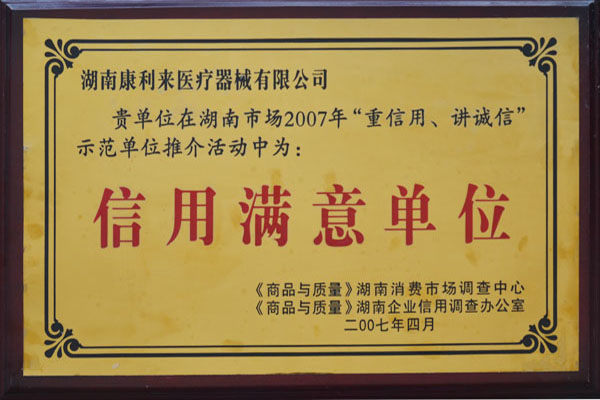 湖南康利来医疗器械有限公司
贵单位在湖南市场2007年“重信用、讲诚信”
示范单位推介活动中为：
信用满意单位
《商品与质量》湖南消费市场调查中心
《商品与质量》湖南企业信用调查办公室
二00七年四月